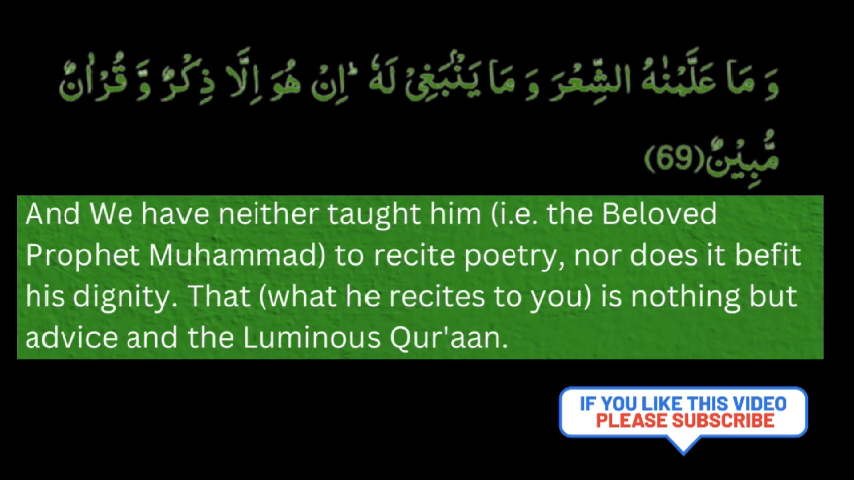 وَ مَا عَلَّمْنٰهُ الشِّعْرَ وَ مَا یَنْۢبَغِیْ لَهٗؕ-اِنْ هُوَ اِلَّا ذِكْرٌ وَّ قُرْاٰنٌ
مُّبِیْنٌ(69)
And We have neither taught him (i.e. the Beloved
Prophet Muhammad) to recite poetry, nor does it befit
his dignity. That (what he recites to you) is nothing but
advice and the Luminous Qur'aan.
IF YOU LIKE THIS VIDEO
PLEASE SUBSCRIBE